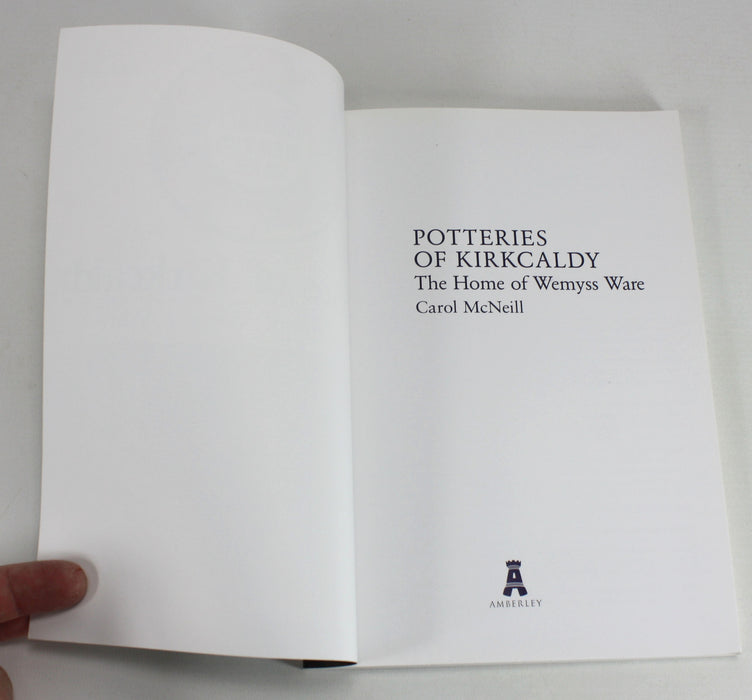 POTTERIES
OF KIRKCALDY
The Home of Wemyss Ware
Carol McNeill
AMBERLEY